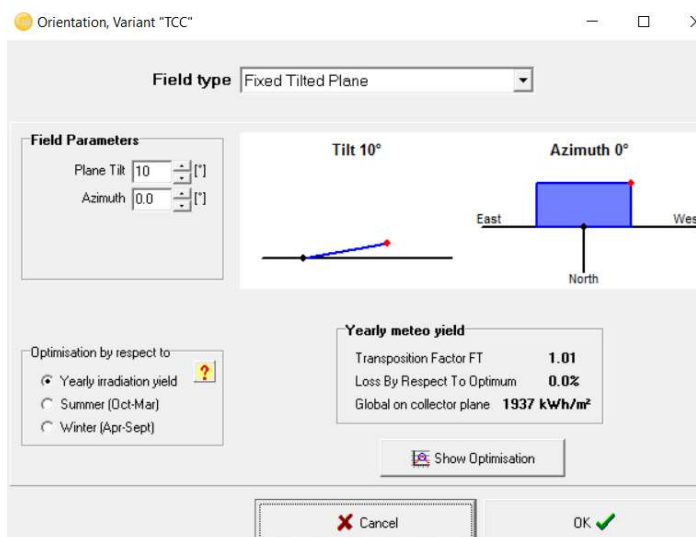 Orientation, Variant "TCC"
Field type Fixed Tilted Plane
Field Parameters
Plane Tilt 10 [°]
Azimuth 0.0 [°]
Tilt 10°
Azimuth 0°
East
Wes
North
Optimisation by respect to
Yearly irradiation yield ?
Summer (Oct-Mar)
Winter (Apr-Sept)
Yearly meteo yield
Transposition Factor FT 1.01
Loss By Respect To Optimum 0.0%
Global on collector plane 1937 kWh/m²
Show Optimisation
Cancel
OK